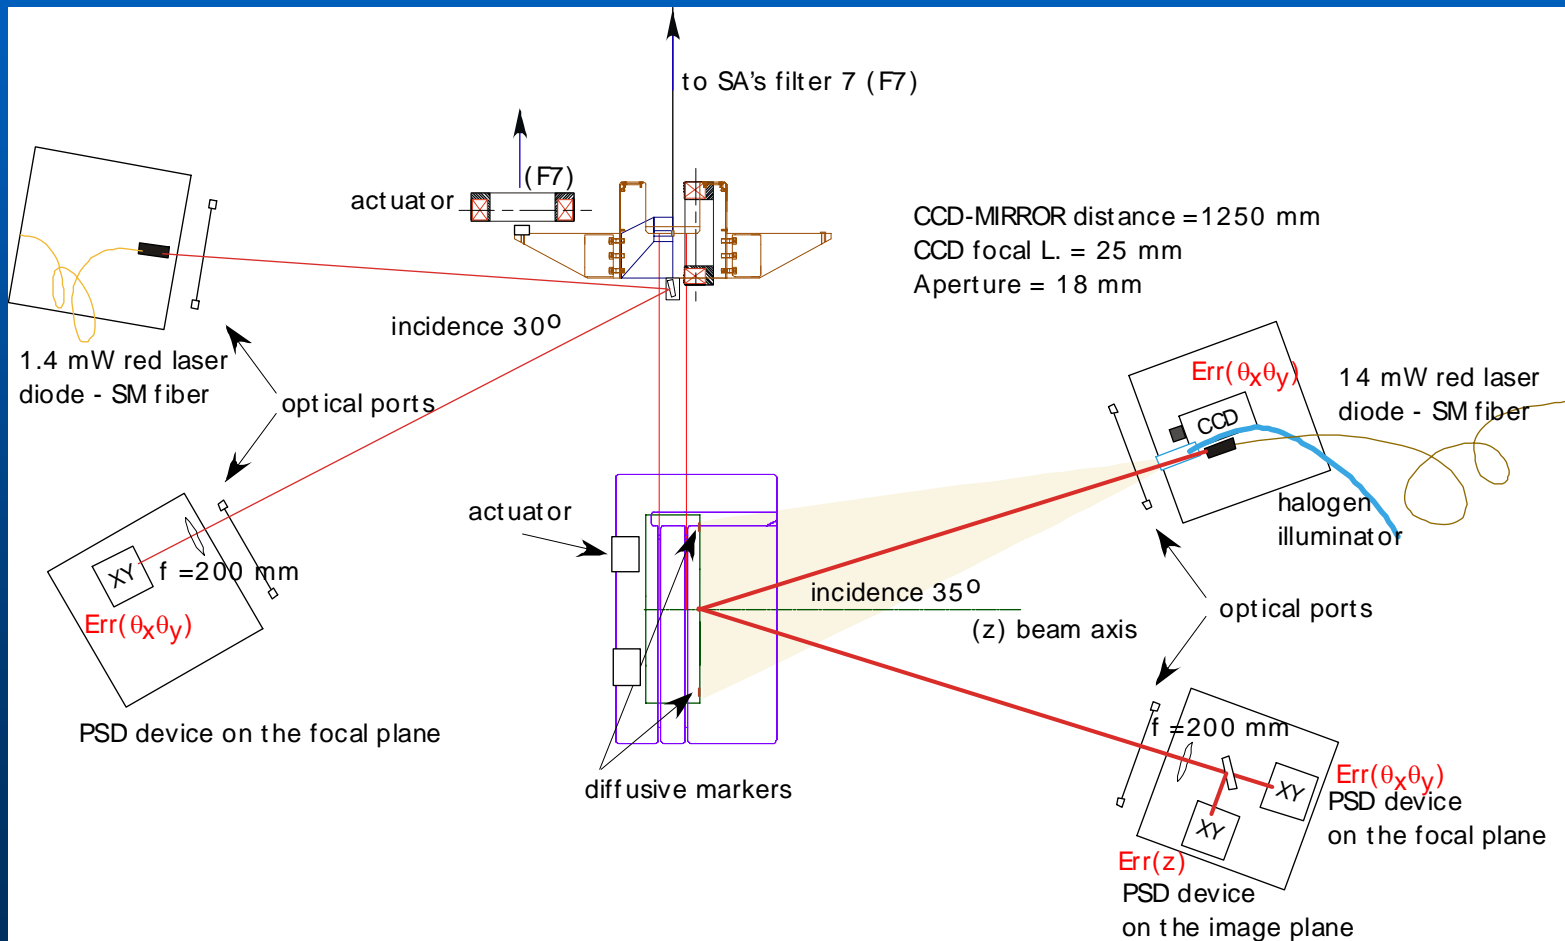 to SA's filter 7 (F7)
(F7)
actuator
CCD-MIRROR distance =1250 mm
CCD focal L. = 25 mm
Aperture = 18 mm
incidence 30º
1.4 mW red laser
diode - SM fiber
optical ports
Err(θxθy)
CCD
14 mW red laser
diode - SM fiber
halogen
illuminator
actuator
XY
f =200 mm
Err(θxθy)
incidence 35º
(z) beam axis
optical ports
PSD device on the focal plane
diffusive markers
f =200 mm
XY
Err(θxθy)
PSD device
on the focal plane
XY
Err(z)
PSD device
on the image plane